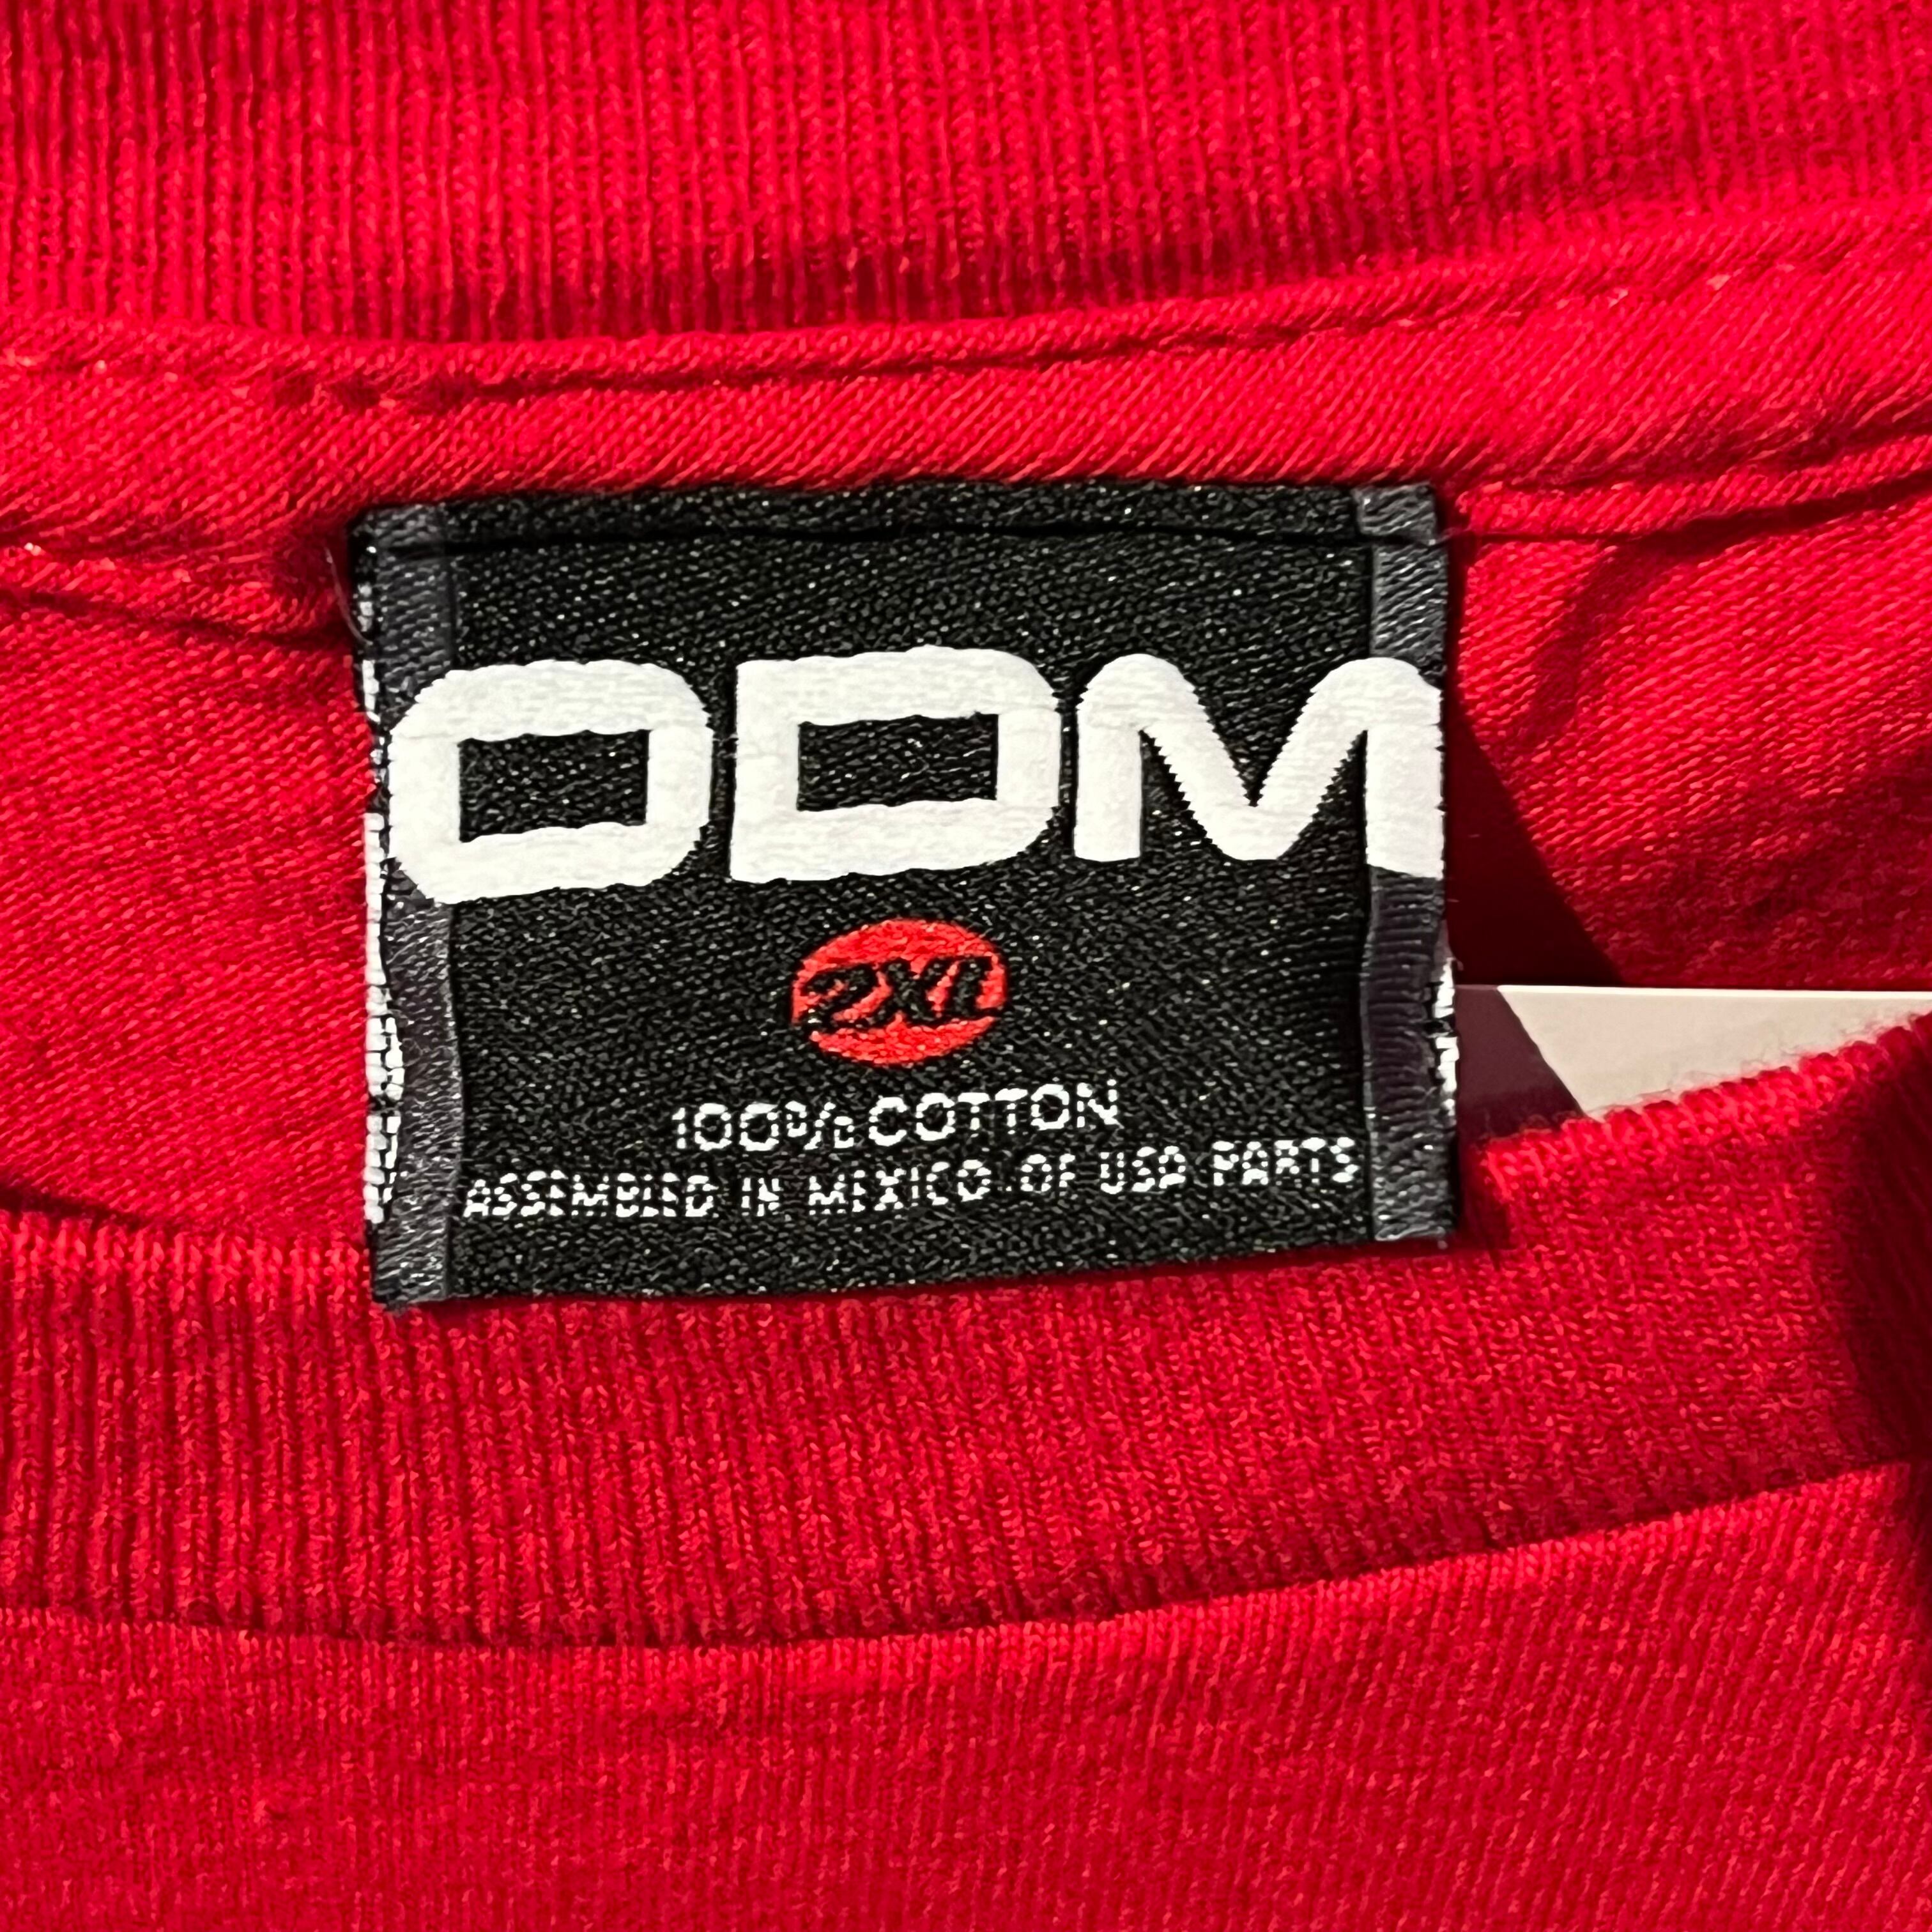 ODM
2XL
100% COTTON
ASSEMBLED IN MEXICO OF USA PARTS